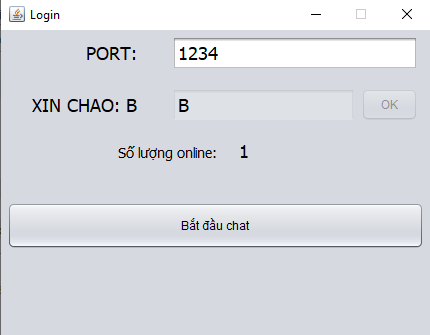 Login
PORT: 1234
XIN CHAO: B B OK
Số lượng online: 1
Bắt đầu chat